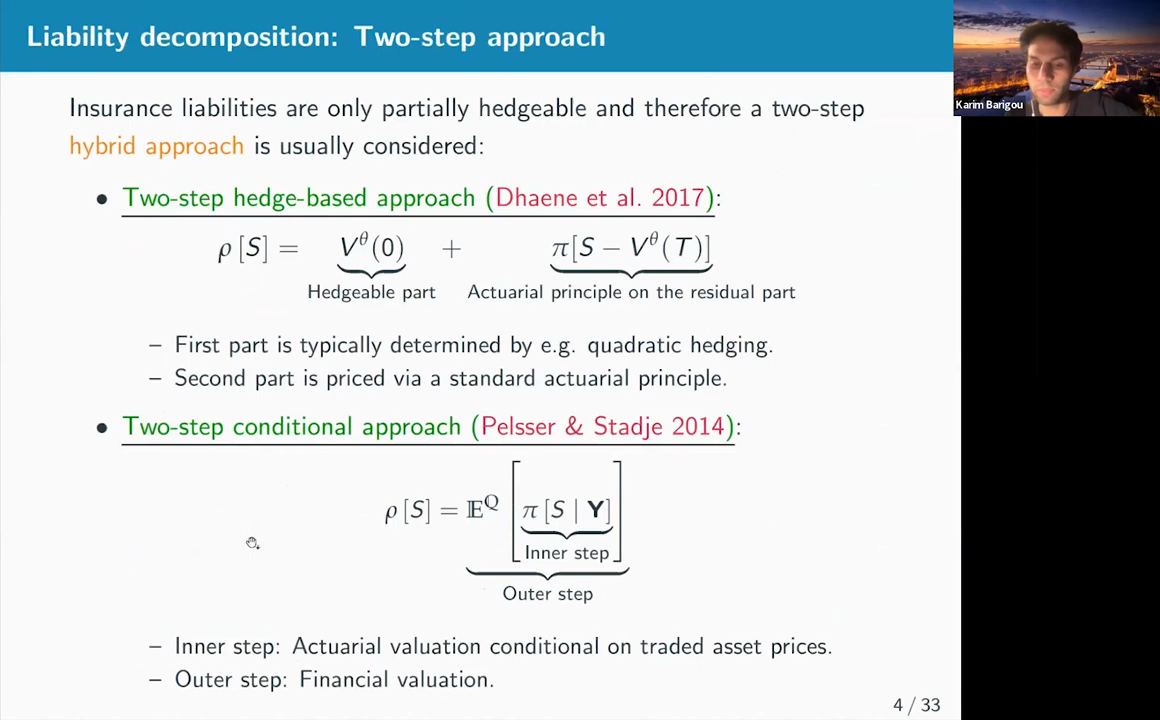 Liability decomposition: Two-step approach
Karim Barigou
Insurance liabilities are only partially hedgeable and therefore a two-step
hybrid approach is usually considered:
• Two-step hedge-based approach (Dhaene et al. 2017):
ρ [S] = V^θ(0) + π[S − V^θ(T)]
Hedgeable part Actuarial principle on the residual part
– First part is typically determined by e.g. quadratic hedging.
– Second part is priced via a standard actuarial principle.
• Two-step conditional approach (Pelsser & Stadje 2014):
ρ [S] = 𝔼^ℚ [π [S | Y]]
Inner step
Outer step
– Inner step: Actuarial valuation conditional on traded asset prices.
– Outer step: Financial valuation.
4 / 33